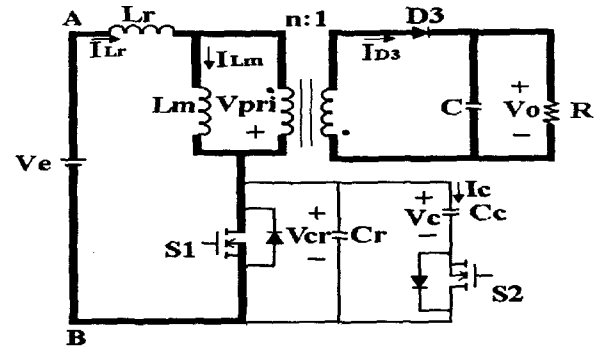 A
Lr
n:1
D3
ILr
ILm
ID3
Lm
Vpri
+
C
+
Vo
−
R
Ve
S1
+
Vcr
−
Cr
+
Vc
−
Ic
Cc
S2
B